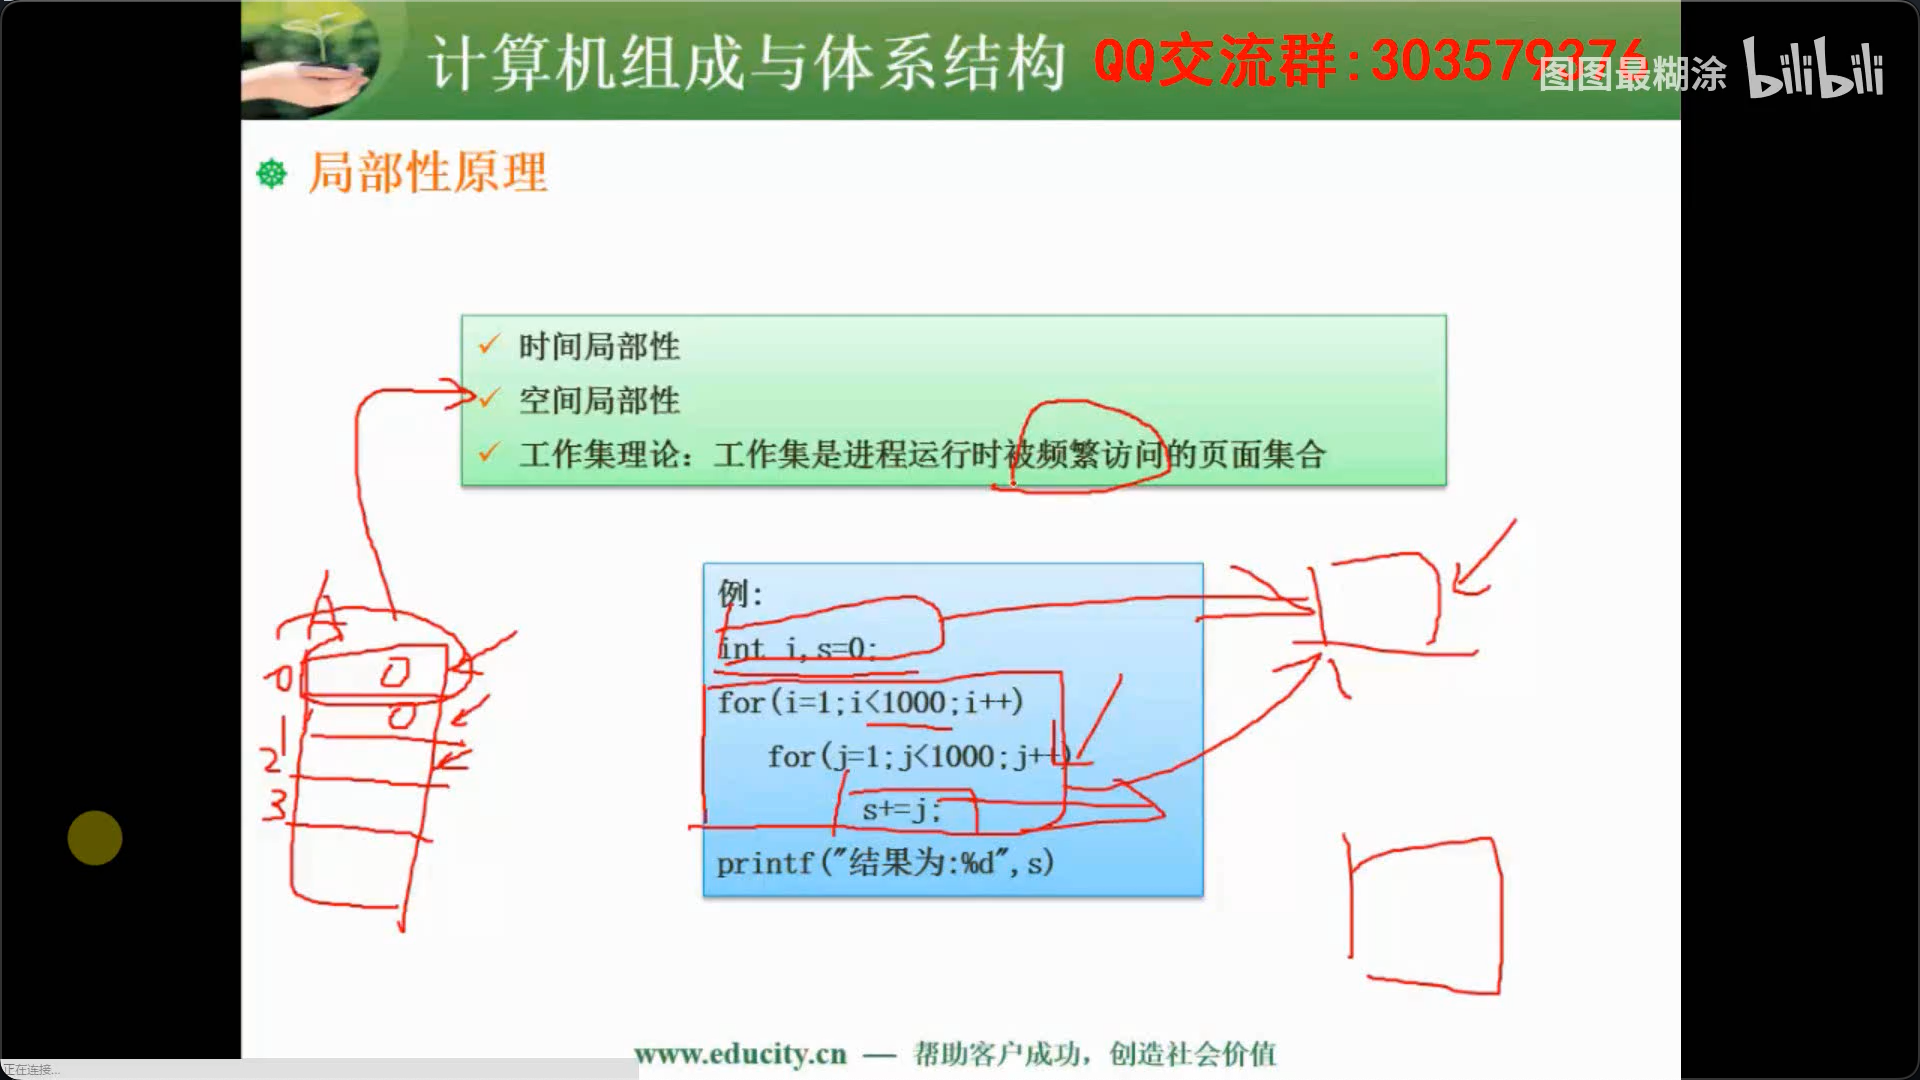 计算机组成与体系结构
QQ交流群:303579376
图图最糊涂 bilibili
局部性原理
时间局部性
空间局部性
工作集理论：工作集是进程运行时被频繁访问的页面集合
例:
int i,s=0;
for(i=1;i<1000;i++)
for(j=1;j<1000;j++)
s+=j;
printf("结果为:%d",s)
A
0 0
1 0
2
3
www.educity.cn — 帮助客户成功，创造社会价值
正在连接...